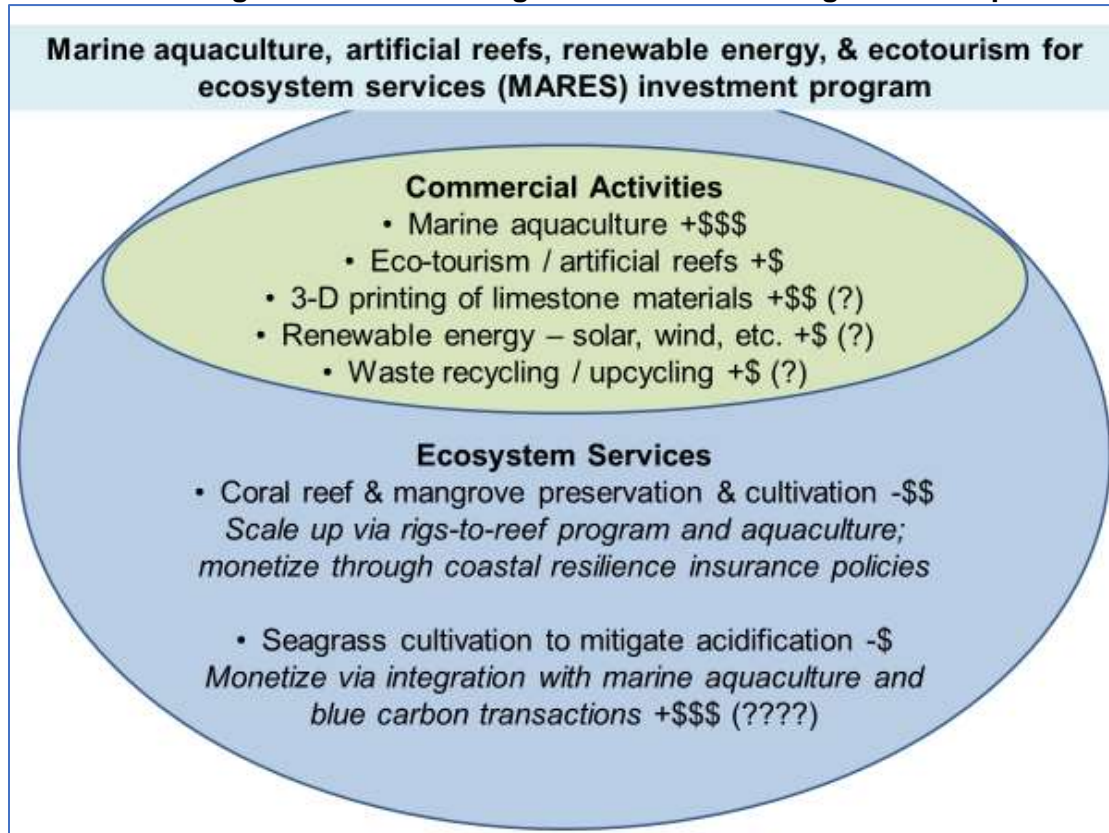 Marine aquaculture, artificial reefs, renewable energy, & ecotourism for
ecosystem services (MARES) investment program
Commercial Activities
• Marine aquaculture +$$$
• Eco-tourism / artificial reefs +$
• 3-D printing of limestone materials +$$ (?)
• Renewable energy – solar, wind, etc. +$ (?)
• Waste recycling / upcycling +$ (?)
Ecosystem Services
• Coral reef & mangrove preservation & cultivation -$$
Scale up via rigs-to-reef program and aquaculture;
monetize through coastal resilience insurance policies
• Seagrass cultivation to mitigate acidification -$
Monetize via integration with marine aquaculture and
blue carbon transactions +$$$ (????)